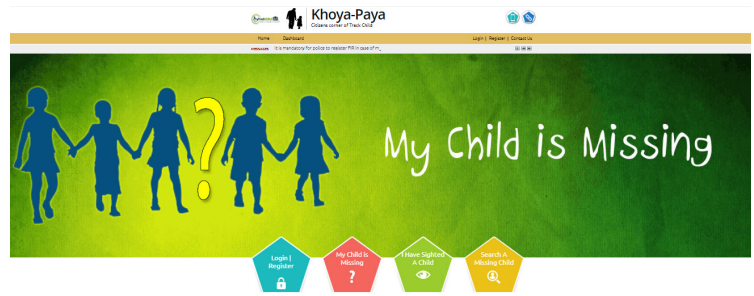 Khoya-Paya
Citizens corner of Track Child
Home Dashboard Login | Register | Contact Us
It is mandatory for police to register FIR in case of m_
?
My Child is Missing
Login |
Register
My Child is
Missing
?
I Have Sighted
A Child
Search A
Missing Child